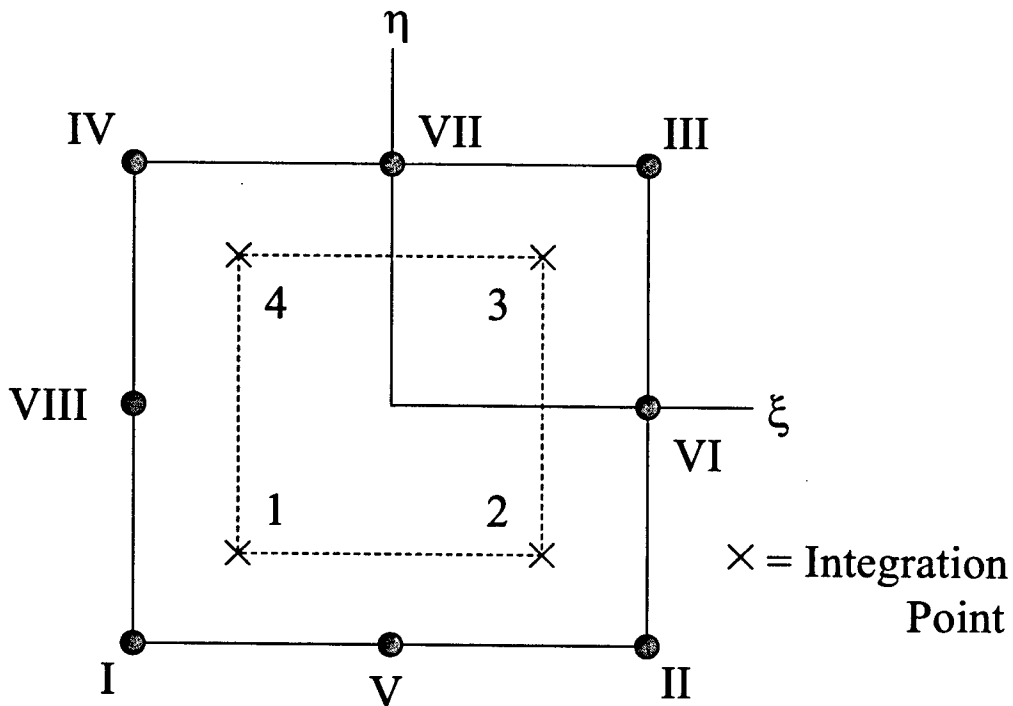 η
IV VII III
4 3
VIII ξ
VI
1 2
× = Integration
Point
I V II